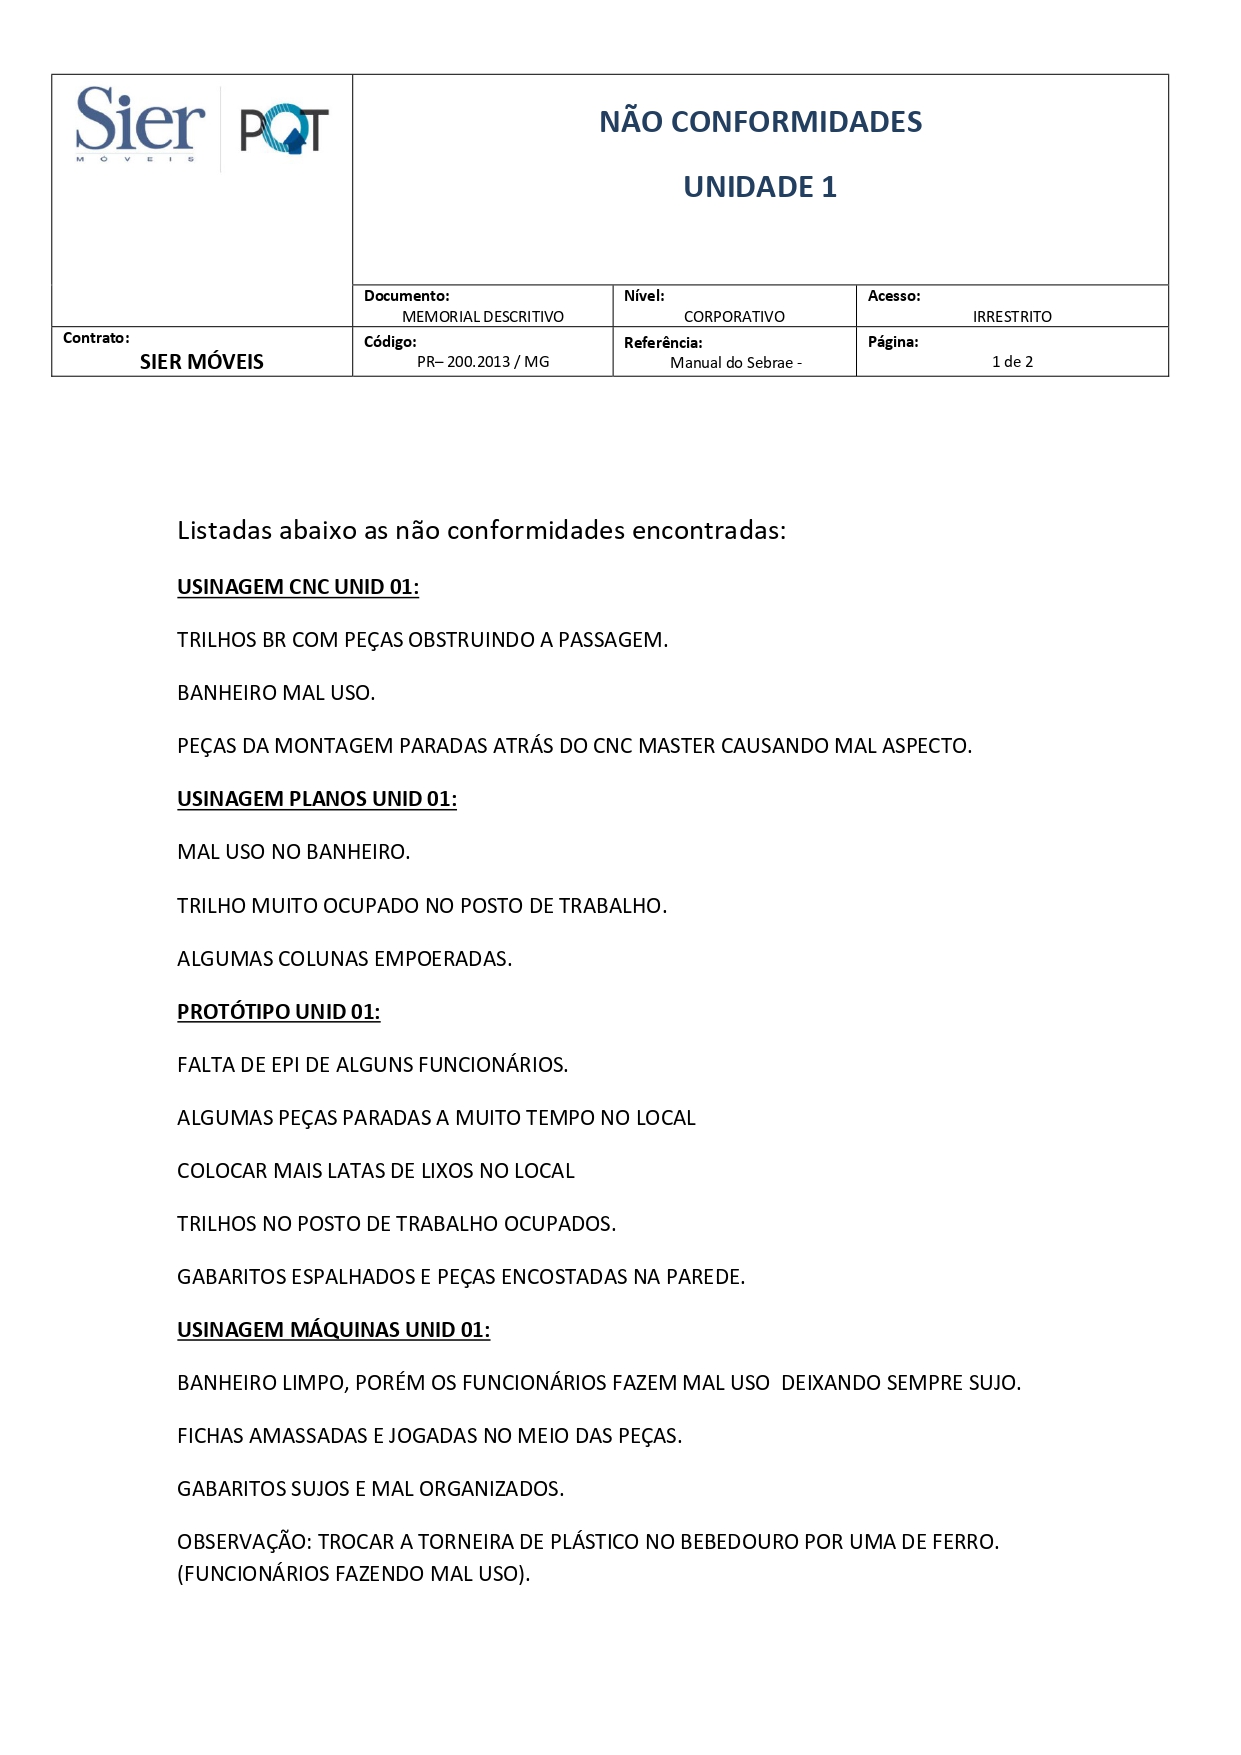 Sier
MÓVEIS
PQT
NÃO CONFORMIDADES
UNIDADE 1
Documento:
MEMORIAL DESCRITIVO
Nível:
CORPORATIVO
Acesso:
IRRESTRITO
Contrato:
SIER MÓVEIS
Código:
PR– 200.2013 / MG
Referência:
Manual do Sebrae -
Página:
1 de 2
Listadas abaixo as não conformidades encontradas:
USINAGEM CNC UNID 01:
TRILHOS BR COM PEÇAS OBSTRUINDO A PASSAGEM.
BANHEIRO MAL USO.
PEÇAS DA MONTAGEM PARADAS ATRÁS DO CNC MASTER CAUSANDO MAL ASPECTO.
USINAGEM PLANOS UNID 01:
MAL USO NO BANHEIRO.
TRILHO MUITO OCUPADO NO POSTO DE TRABALHO.
ALGUMAS COLUNAS EMPOERADAS.
PROTÓTIPO UNID 01:
FALTA DE EPI DE ALGUNS FUNCIONÁRIOS.
ALGUMAS PEÇAS PARADAS A MUITO TEMPO NO LOCAL
COLOCAR MAIS LATAS DE LIXOS NO LOCAL
TRILHOS NO POSTO DE TRABALHO OCUPADOS.
GABARITOS ESPALHADOS E PEÇAS ENCOSTADAS NA PAREDE.
USINAGEM MÁQUINAS UNID 01:
BANHEIRO LIMPO, PORÉM OS FUNCIONÁRIOS FAZEM MAL USO  DEIXANDO SEMPRE SUJO.
FICHAS AMASSADAS E JOGADAS NO MEIO DAS PEÇAS.
GABARITOS SUJOS E MAL ORGANIZADOS.
OBSERVAÇÃO: TROCAR A TORNEIRA DE PLÁSTICO NO BEBEDOURO POR UMA DE FERRO.
(FUNCIONÁRIOS FAZENDO MAL USO).